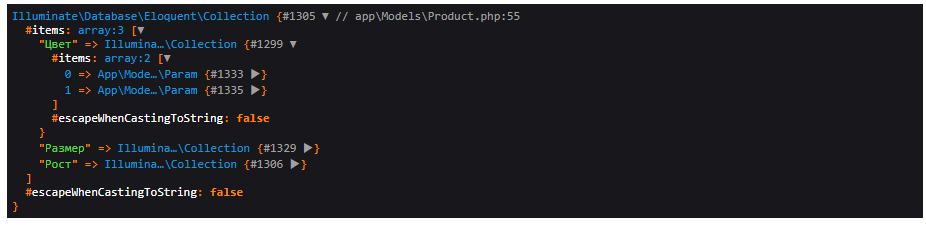 Illuminate\Database\Eloquent\Collection {#1305 ▼ // app\Models\Product.php:55
#items: array:3 [▼
"Цвет" => Illumina…\Collection {#1299 ▼
#items: array:2 [▼
0 => App\Mode…\Param {#1333 ▶}
1 => App\Mode…\Param {#1335 ▶}
]
#escapeWhenCastingToString: false
}
"Размер" => Illumina…\Collection {#1329 ▶}
"Рост" => Illumina…\Collection {#1306 ▶}
]
#escapeWhenCastingToString: false
}